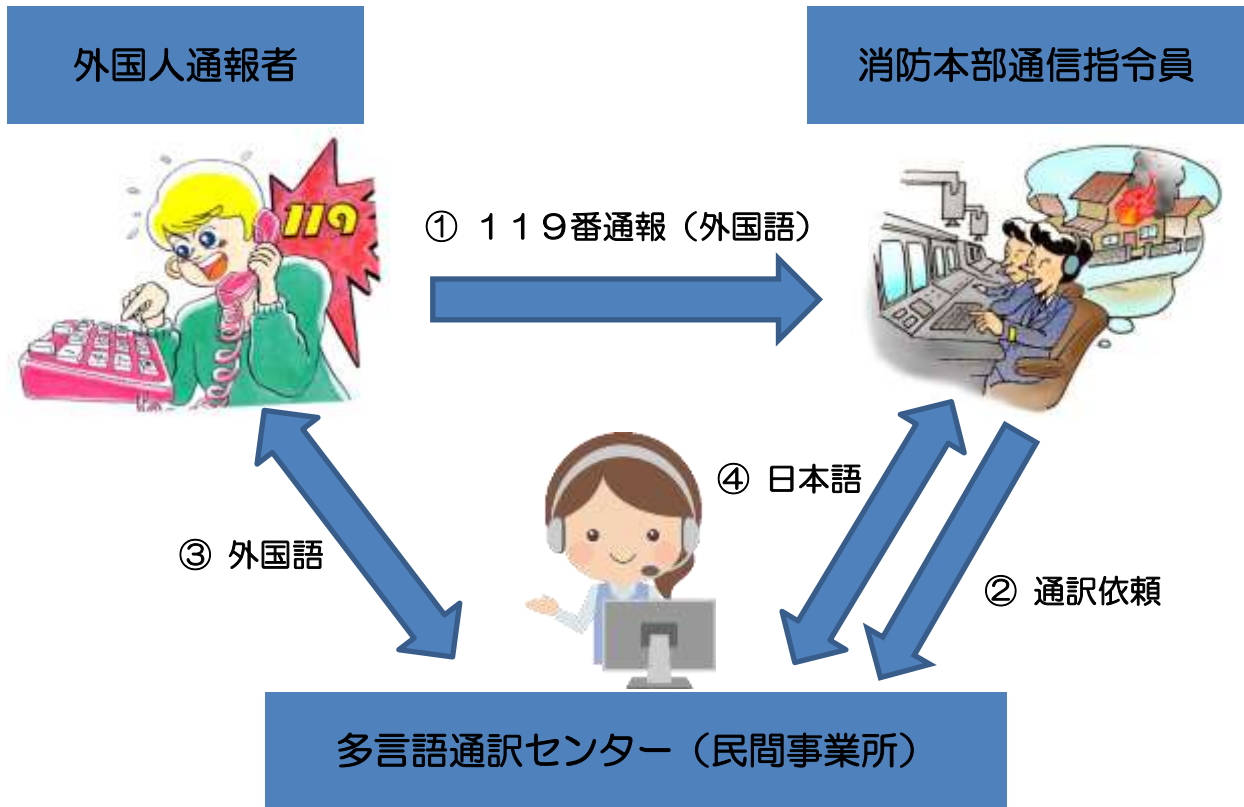 外国人通報者
消防本部通信指令員
119
① １１９番通報（外国語）
④ 日本語
③ 外国語
② 通訳依頼
多言語通訳センター（民間事業所）